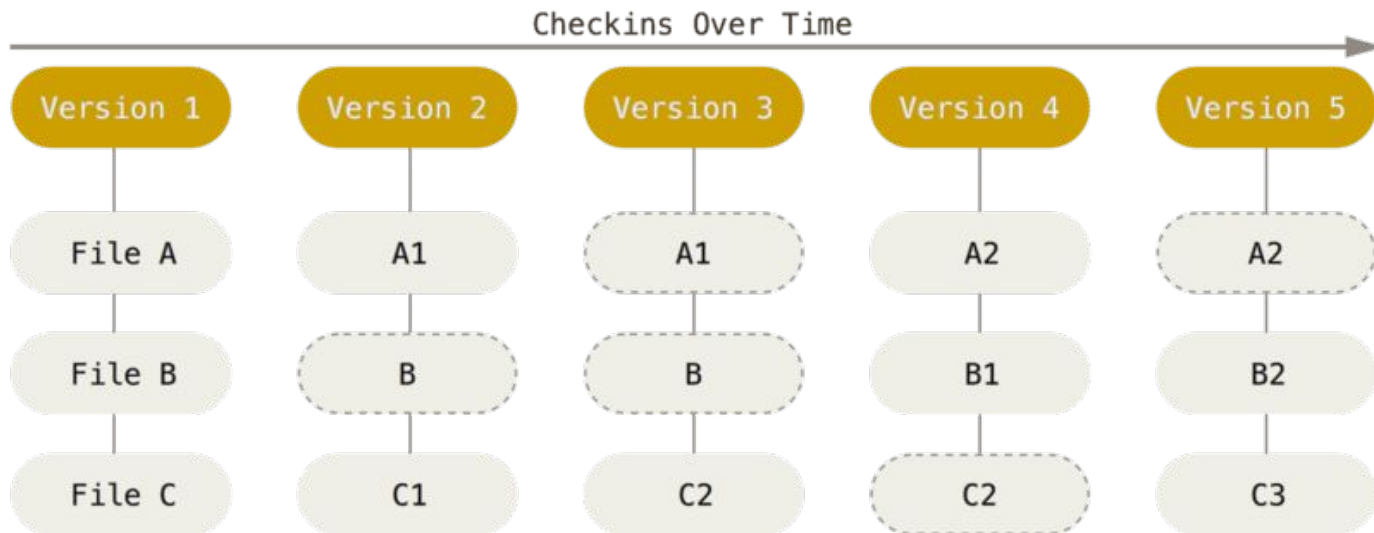 Checkins Over Time
Version 1 Version 2 Version 3 Version 4 Version 5
File A A1 A1 A2 A2
File B B B B1 B2
File C C1 C2 C2 C3